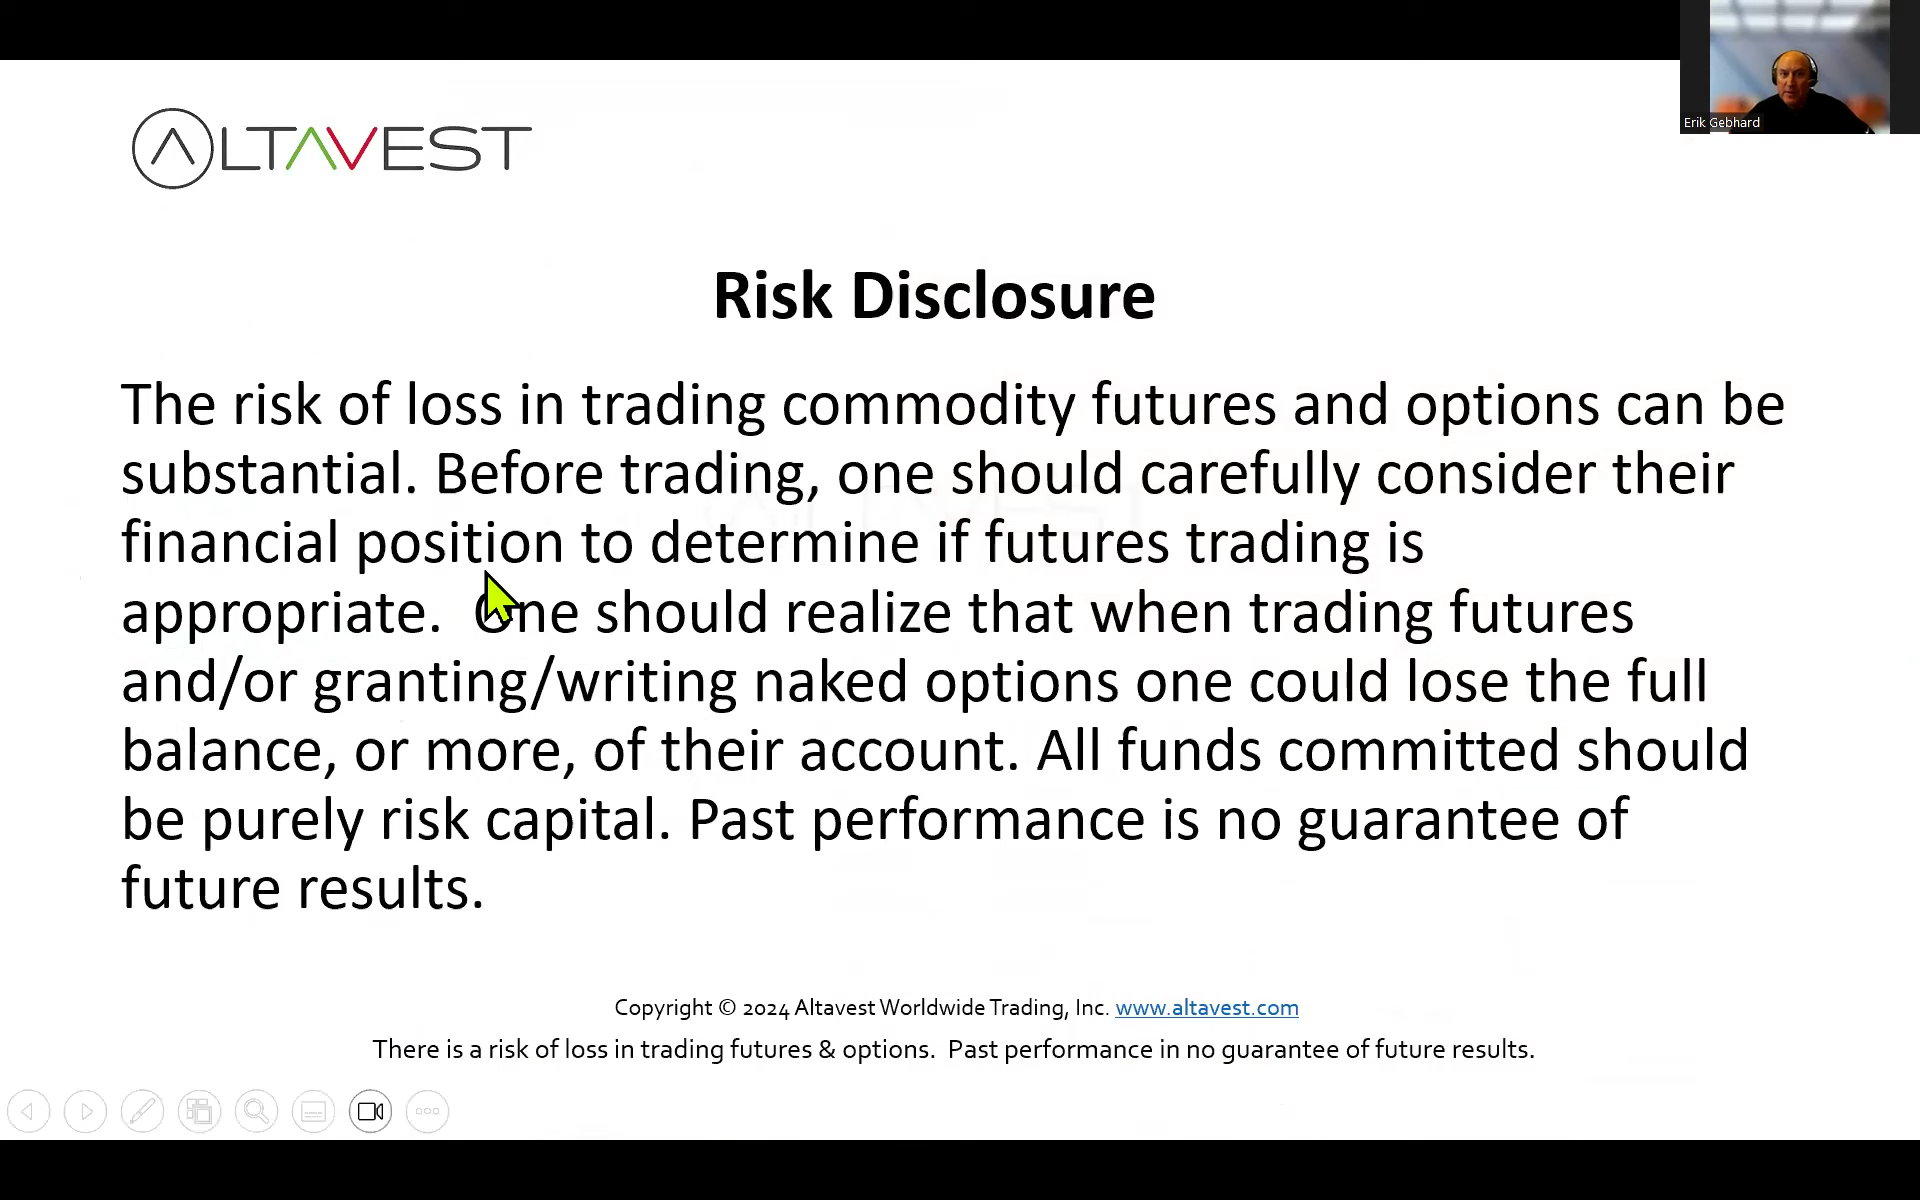 Erik Gebhard
ALTAVEST
Risk Disclosure
The risk of loss in trading commodity futures and options can be
substantial. Before trading, one should carefully consider their
financial position to determine if futures trading is
appropriate.  One should realize that when trading futures
and/or granting/writing naked options one could lose the full
balance, or more, of their account. All funds committed should
be purely risk capital. Past performance is no guarantee of
future results.
Copyright © 2024 Altavest Worldwide Trading, Inc. www.altavest.com
There is a risk of loss in trading futures & options.  Past performance in no guarantee of future results.